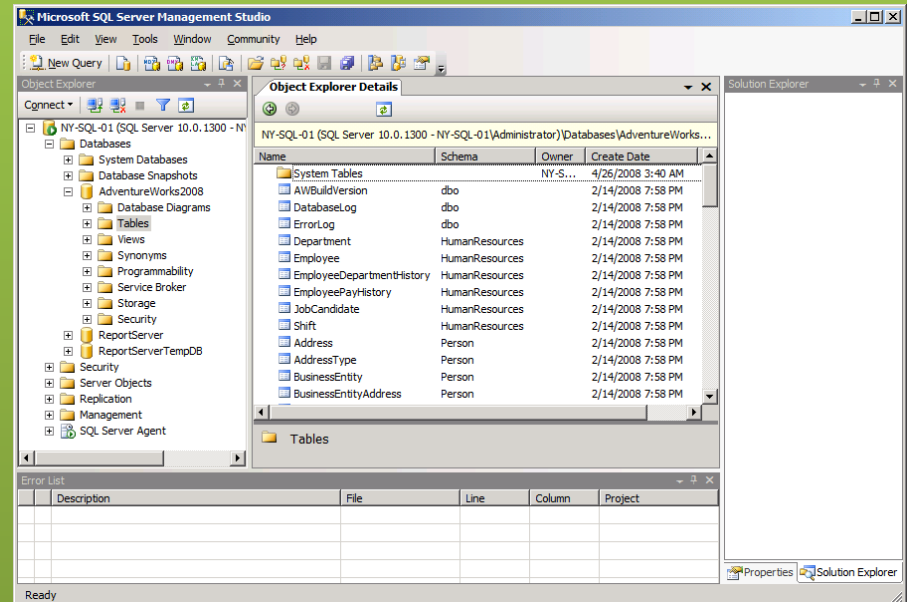 Microsoft SQL Server Management Studio
File Edit View Tools Window Community Help
New Query
Object Explorer
Connect
NY-SQL-01 (SQL Server 10.0.1300 - NY
Databases
System Databases
Database Snapshots
AdventureWorks2008
Database Diagrams
Tables
Views
Synonyms
Programmability
Service Broker
Storage
Security
ReportServer
ReportServerTempDB
Security
Server Objects
Replication
Management
SQL Server Agent
Object Explorer Details
NY-SQL-01 (SQL Server 10.0.1300 - NY-SQL-01\Administrator)\Databases\AdventureWorks...
Name Schema Owner Create Date
System Tables NY-S... 4/26/2008 3:40 AM
AWBuildVersion dbo 2/14/2008 7:58 PM
DatabaseLog dbo 2/14/2008 7:58 PM
ErrorLog dbo 2/14/2008 7:58 PM
Department HumanResources 2/14/2008 7:58 PM
Employee HumanResources 2/14/2008 7:58 PM
EmployeeDepartmentHistory HumanResources 2/14/2008 7:58 PM
EmployeePayHistory HumanResources 2/14/2008 7:58 PM
JobCandidate HumanResources 2/14/2008 7:58 PM
Shift HumanResources 2/14/2008 7:58 PM
Address Person 2/14/2008 7:58 PM
AddressType Person 2/14/2008 7:58 PM
BusinessEntity Person 2/14/2008 7:58 PM
BusinessEntityAddress Person 2/14/2008 7:58 PM
Tables
Solution Explorer
Error List
Description File Line Column Project
Properties Solution Explorer
Ready